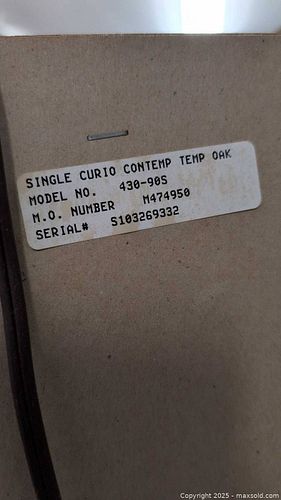 SINGLE CURIO CONTEMP TEMP OAK
MODEL NO. 430-90S
M.O. NUMBER M474950
SERIAL# S103269332
Copyright © 2025 - maxsold.com